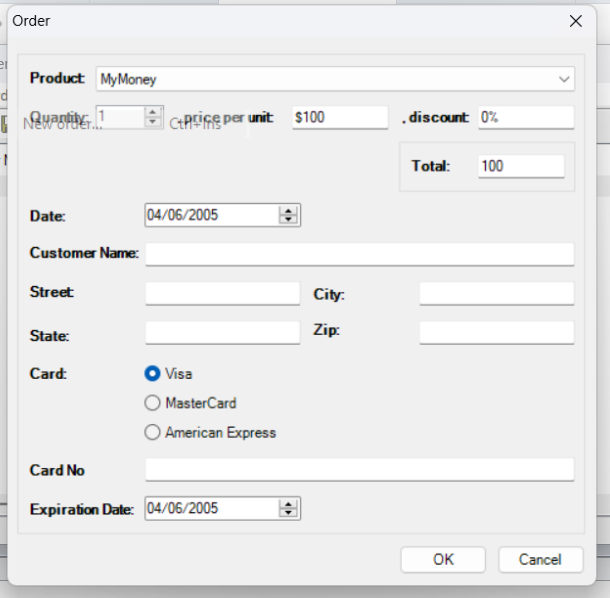 Order
Product: MyMoney
Quantity: 1 , price per unit: $100 , discount: 0%
New order... Ctrl+Ins
Total: 100
Date: 04/06/2005
Customer Name:
Street: City:
State: Zip:
Card: Visa
MasterCard
American Express
Card No
Expiration Date: 04/06/2005
OK Cancel